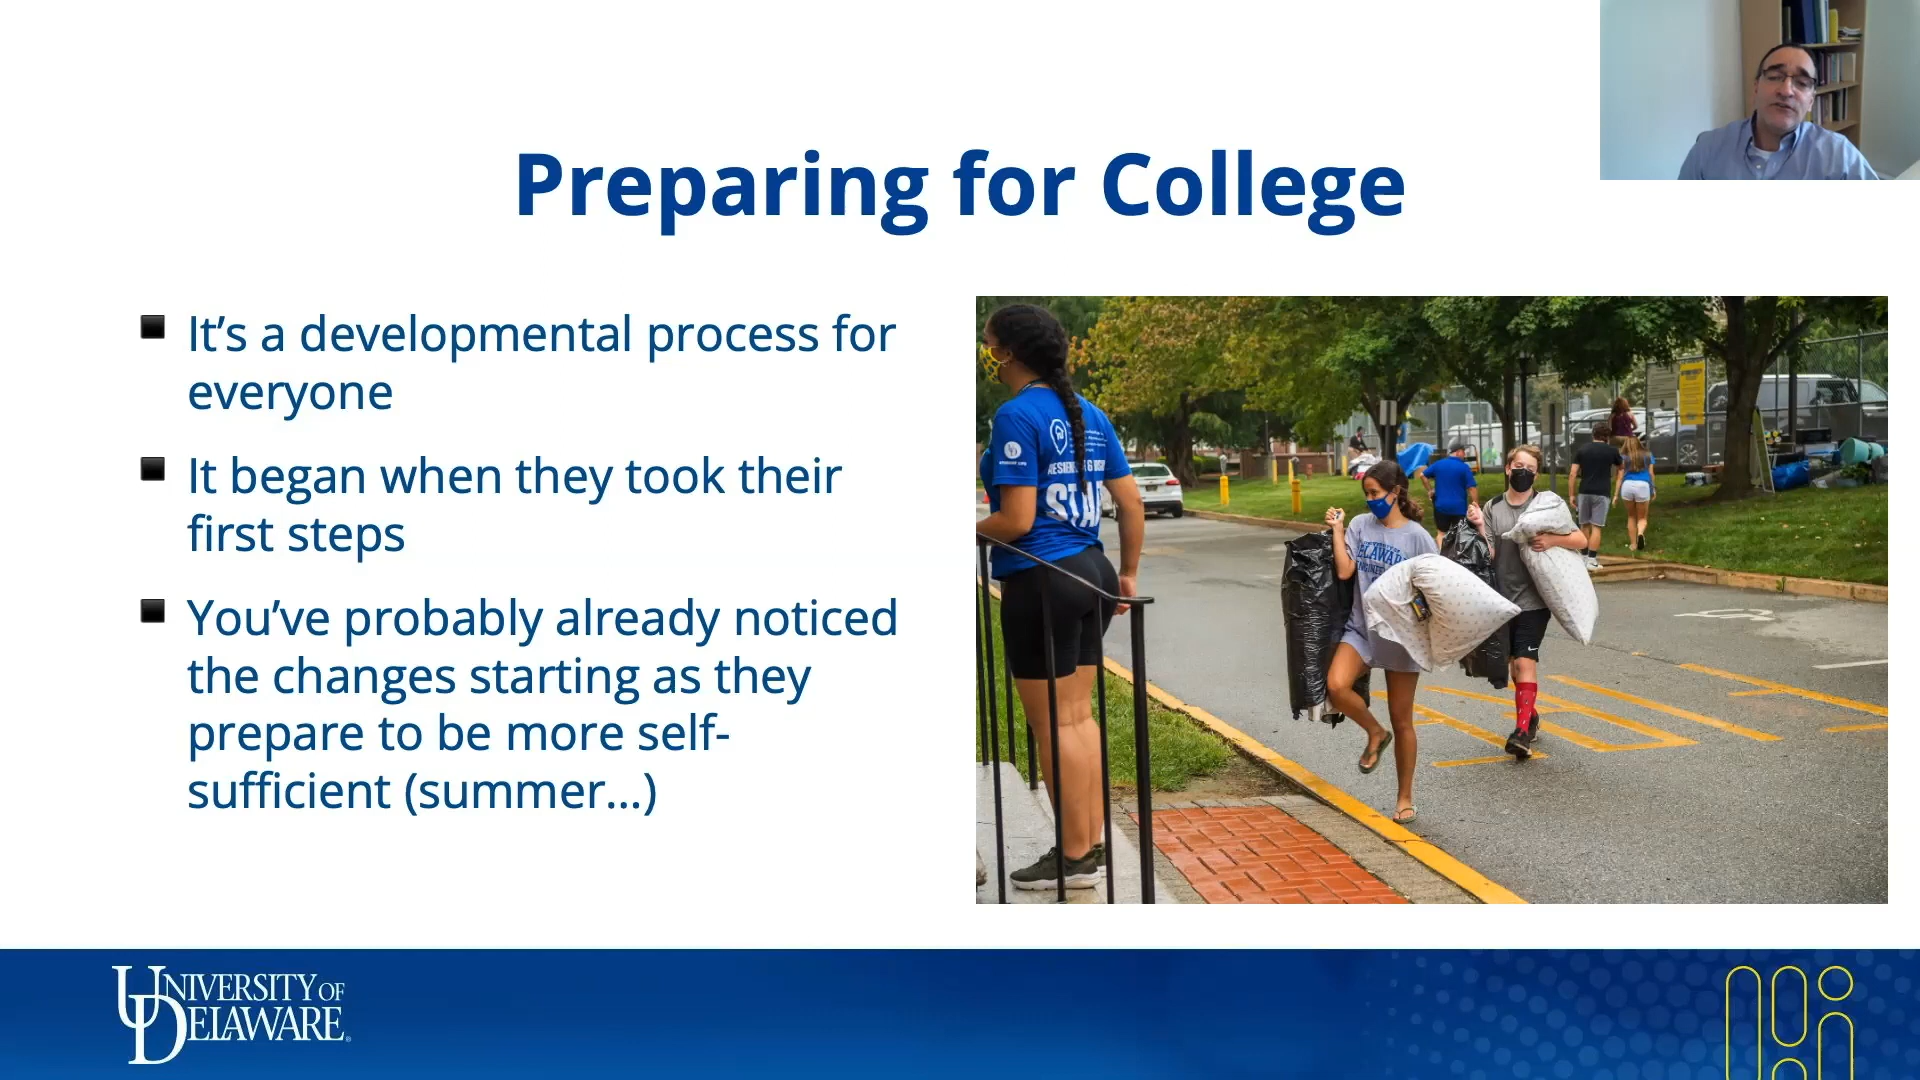 Preparing for College
It’s a developmental process for
everyone
It began when they took their
first steps
You’ve probably already noticed
the changes starting as they
prepare to be more self-
sufficient (summer...)
UNIVERSITY OF
DELAWARE